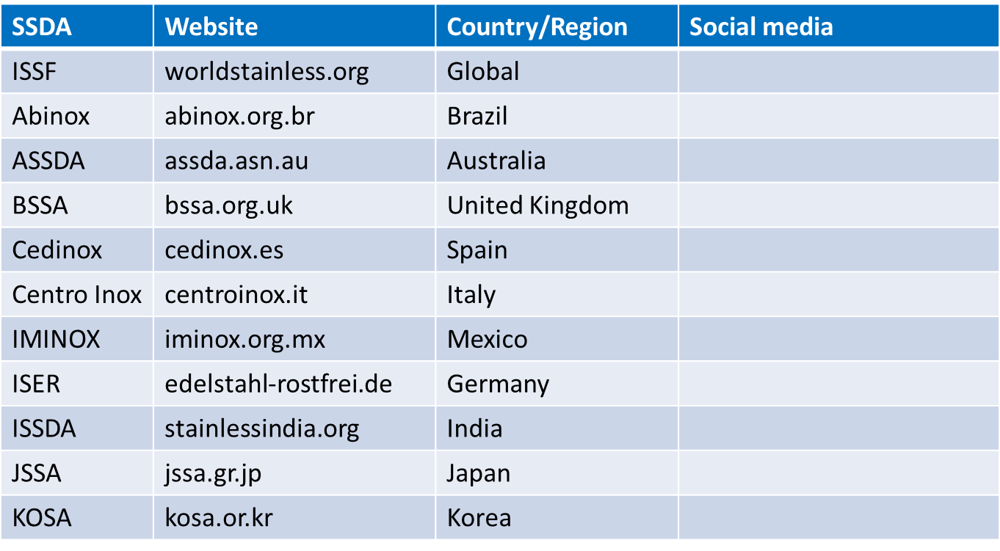 SSDA Website Country/Region Social media
ISSF worldstainless.org Global
Abinox abinox.org.br Brazil
ASSDA assda.asn.au Australia
BSSA bssa.org.uk United Kingdom
Cedinox cedinox.es Spain
Centro Inox centroinox.it Italy
IMINOX iminox.org.mx Mexico
ISER edelstahl-rostfrei.de Germany
ISSDA stainlessindia.org India
JSSA jssa.gr.jp Japan
KOSA kosa.or.kr Korea